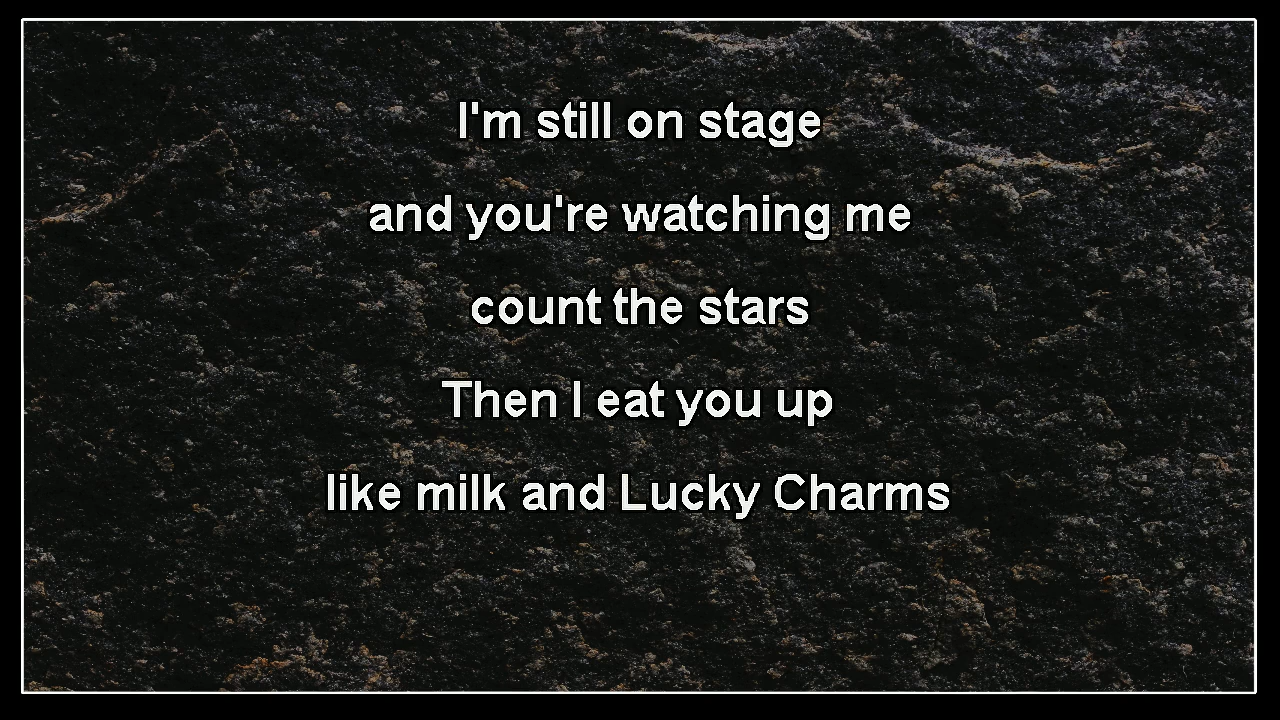 I'm still on stage
and you're watching me
count the stars
Then I eat you up
like milk and Lucky Charms